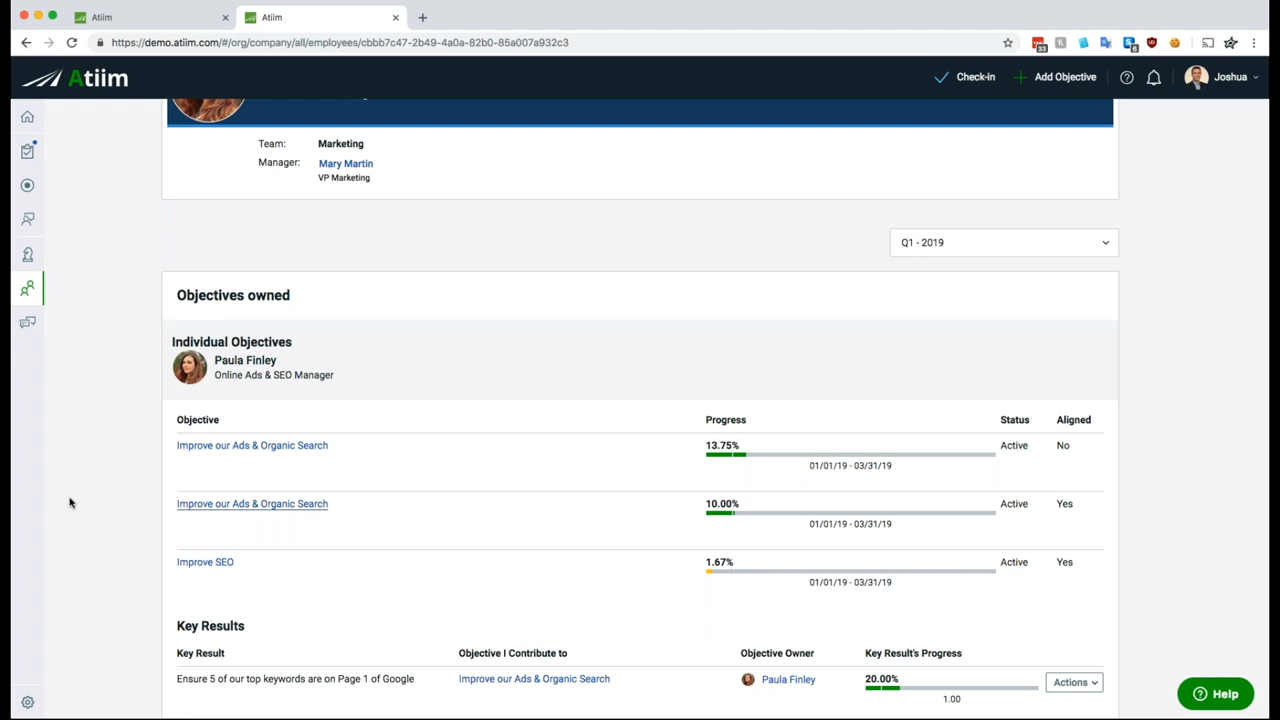 Atiim
Atiim
https://demo.atiim.com/#/org/company/all/employees/cbbb7c47-2b49-4a0a-82b0-85a007a932c3
33
6
Atiim
Check-in
Add Objective
Joshua
Team: Marketing
Manager: Mary Martin
VP Marketing
Q1 - 2019
Objectives owned
Individual Objectives
Paula Finley
Online Ads & SEO Manager
Objective Progress Status Aligned
Improve our Ads & Organic Search 13.75% Active No
01/01/19 - 03/31/19
Improve our Ads & Organic Search 10.00% Active Yes
01/01/19 - 03/31/19
Improve SEO 1.67% Active Yes
01/01/19 - 03/31/19
Key Results
Key Result Objective I Contribute to Objective Owner Key Result's Progress
Ensure 5 of our top keywords are on Page 1 of Google Improve our Ads & Organic Search Paula Finley 20.00% Actions
1.00
Help